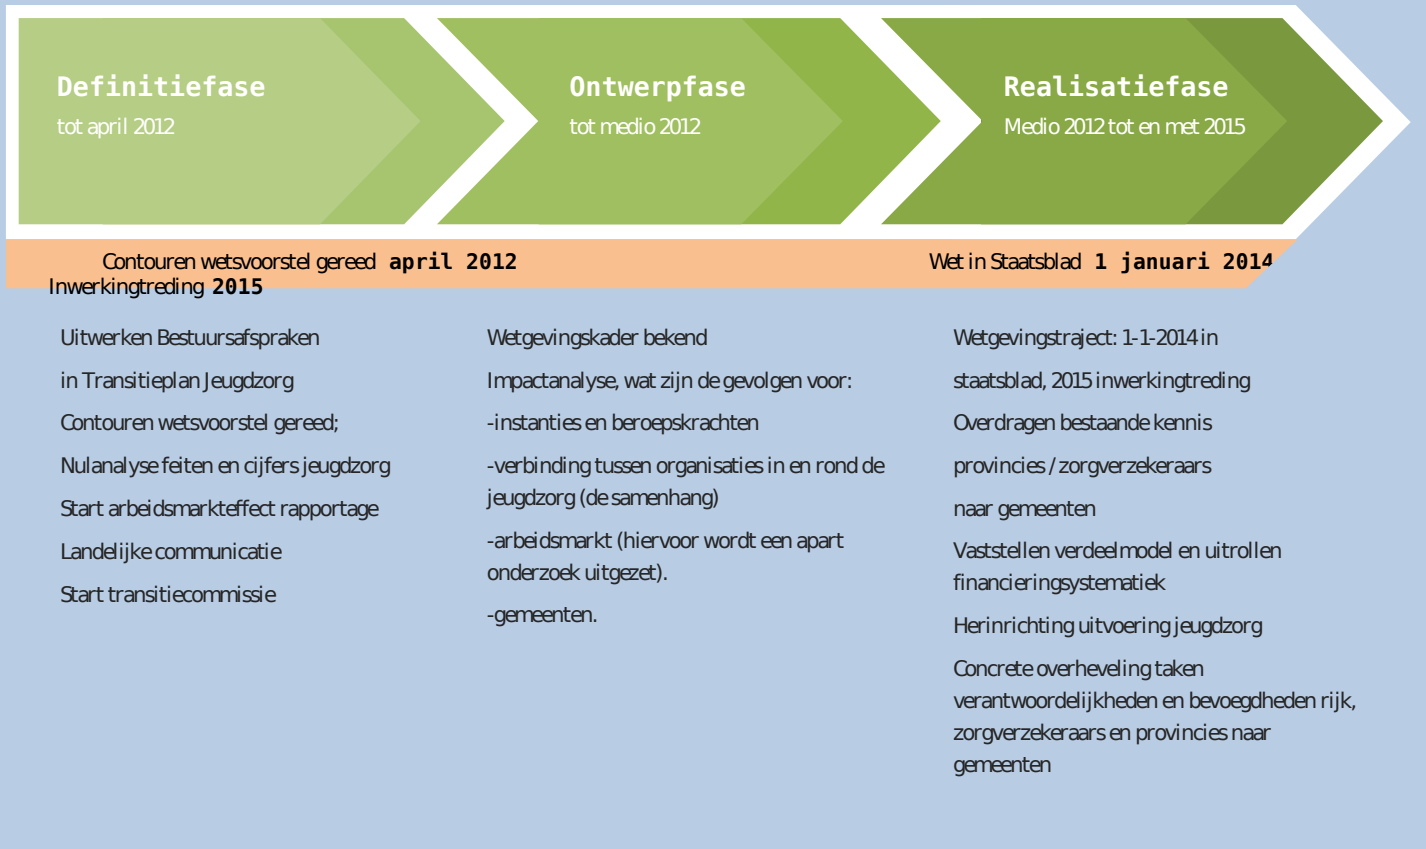 Definitiefase
tot april 2012
Ontwerpfase
tot medio 2012
Realisatiefase
Medio 2012 tot en met 2015
Contouren wetsvoorstel gereed april 2012
Wet in Staatsblad 1 januari 2014
Inwerkingtreding 2015
Uitwerken Bestuursafspraken
in Transitieplan Jeugdzorg
Contouren wetsvoorstel gereed;
Nulanalyse feiten en cijfers jeugdzorg
Start arbeidsmarkteffect rapportage
Landelijke communicatie
Start transitiecommissie
Wetgevingskader bekend
Impactanalyse, wat zijn de gevolgen voor:
-instanties en beroepskrachten
-verbinding tussen organisaties in en rond de
jeugdzorg (de samenhang)
-arbeidsmarkt (hiervoor wordt een apart
onderzoek uitgezet).
-gemeenten.
Wetgevingstraject: 1-1-2014 in
staatsblad, 2015 inwerkingtreding
Overdragen bestaande kennis
provincies / zorgverzekeraars
naar gemeenten
Vaststellen verdeelmodel en uitrollen
financieringsystematiek
Herinrichting uitvoering jeugdzorg
Concrete overheveling taken
verantwoordelijkheden en bevoegdheden rijk,
zorgverzekeraars en provincies naar
gemeenten